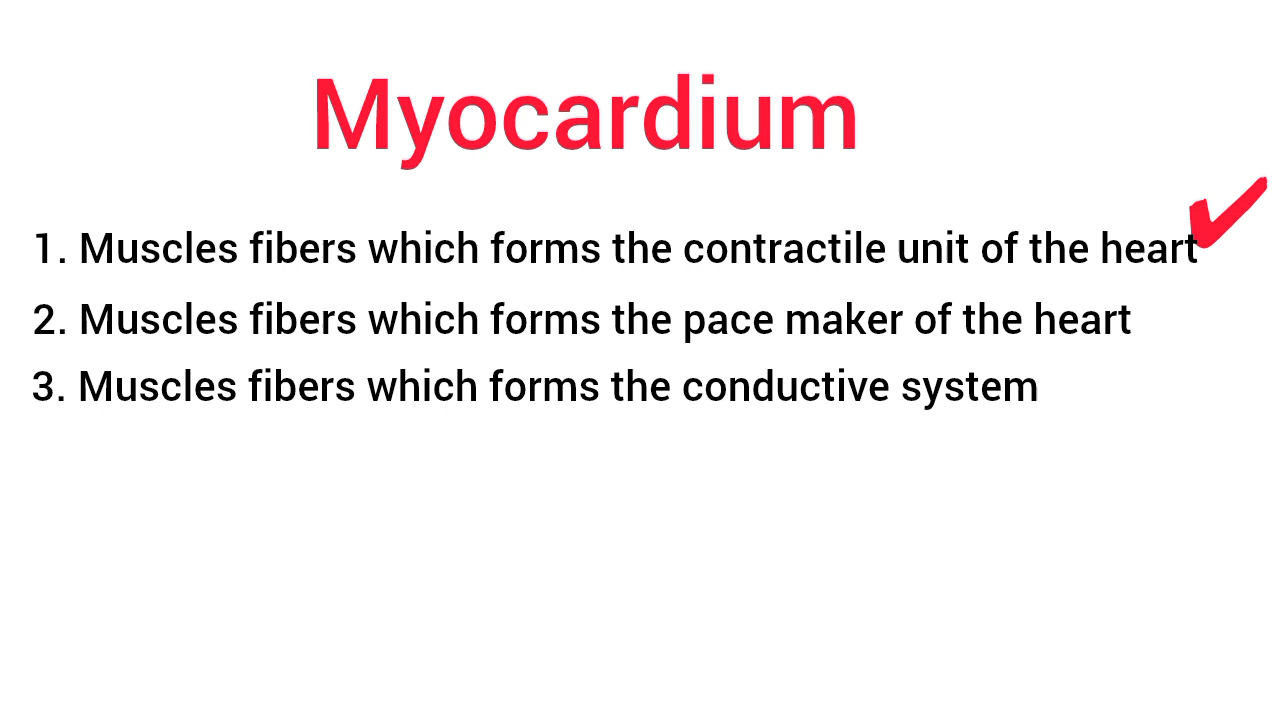 Myocardium
1. Muscles fibers which forms the contractile unit of the heart
2. Muscles fibers which forms the pace maker of the heart
3. Muscles fibers which forms the conductive system